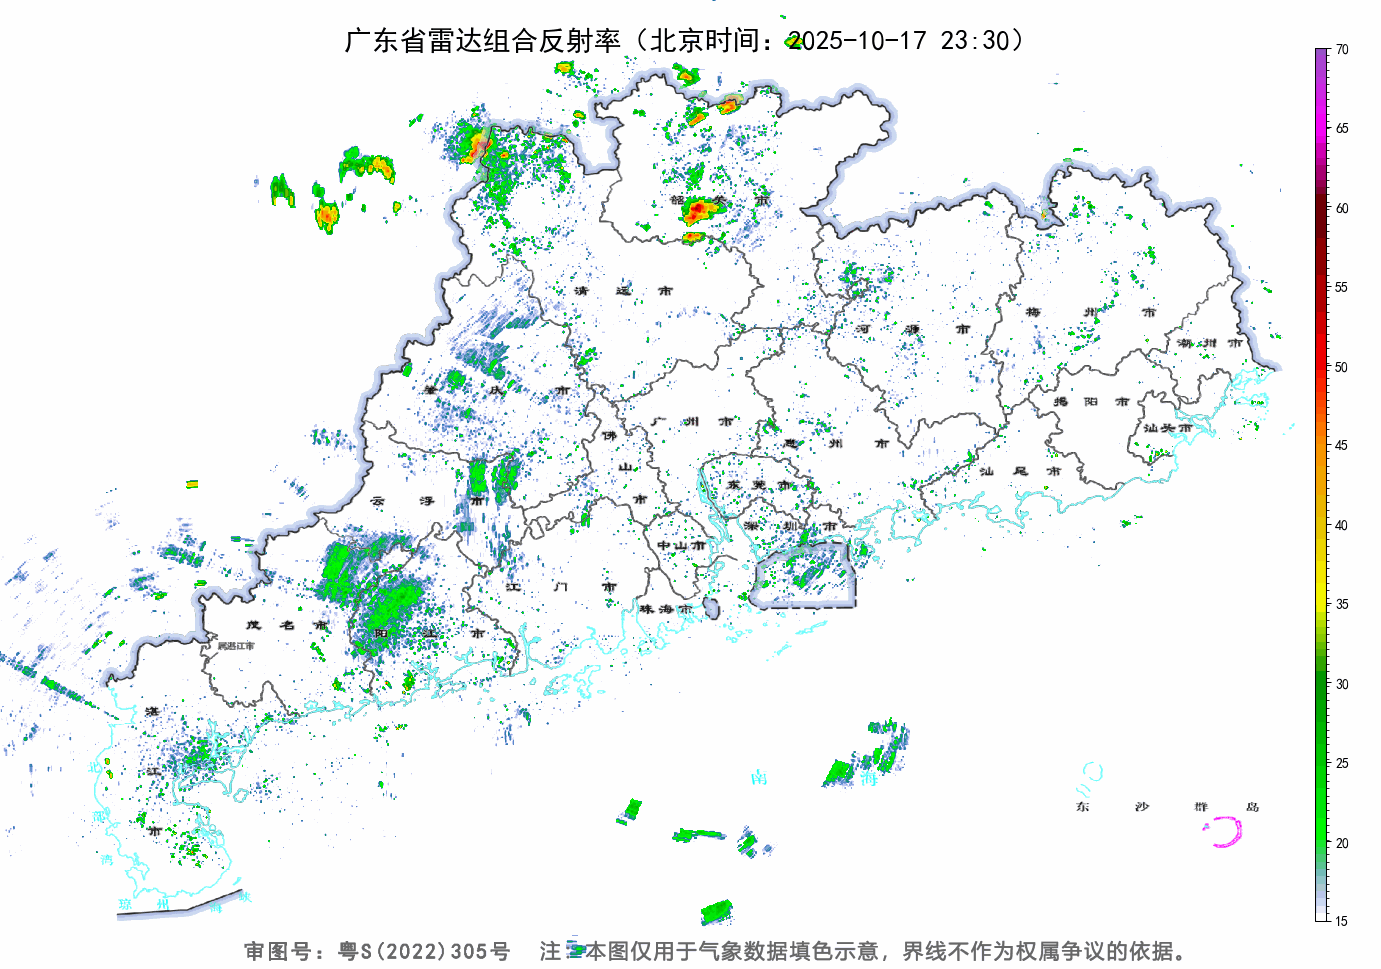 广东省雷达组合反射率（北京时间：2025-10-17 23:30）
70
65
60
55
50
45
40
35
30
25
20
15
韶关市
清远市
河源市
梅州市
潮州市
肇庆市
广州市
惠州市
揭阳市
汕头市
佛山市
东莞市
汕尾市
云浮市
深圳市
中山市
江门市
珠海市
茂名市
阳江市
属湛江市
湛江市
北部湾
南海
东沙群岛
琼州海峡
审图号：粤S(2022)305号 注：本图仅用于气象数据填色示意，界线不作为权属争议的依据。